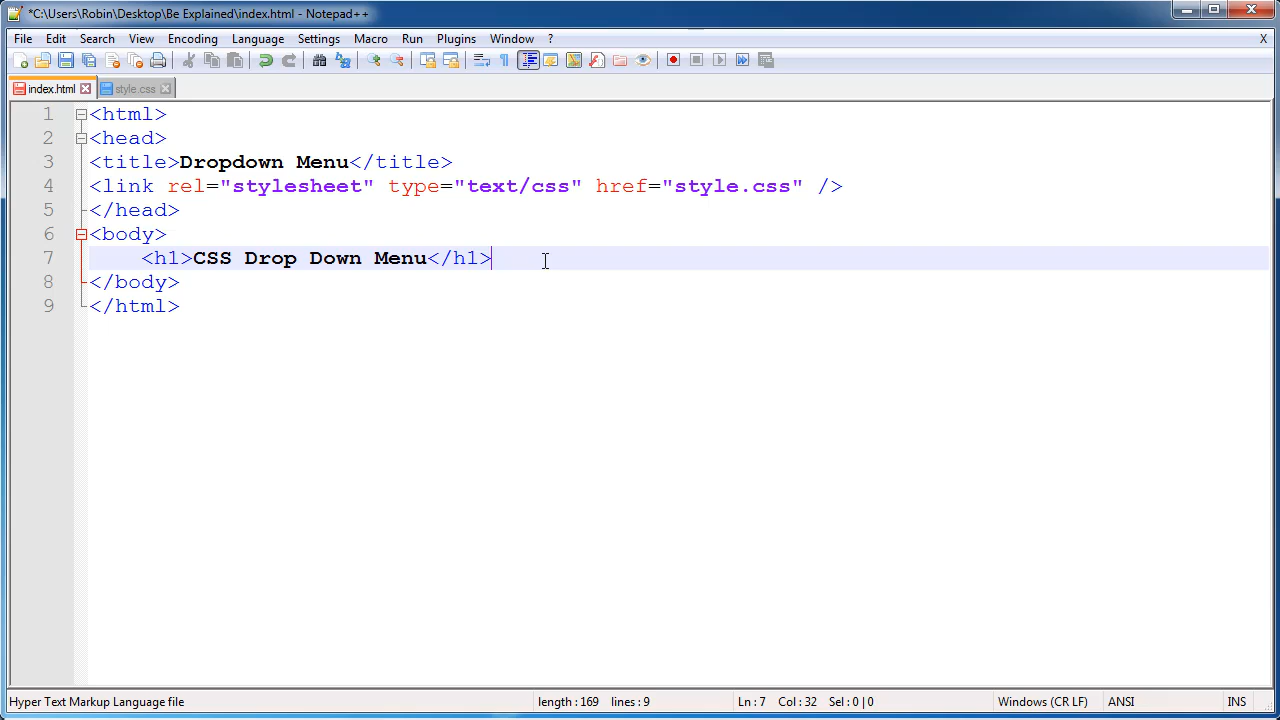 *C:\Users\Robin\Desktop\Be Explained\index.html - Notepad++
File Edit Search View Encoding Language Settings Macro Run Plugins Window ? X
index.html style.css
1 <html>
2 <head>
3 <title>Dropdown Menu</title>
4 <link rel="stylesheet" type="text/css" href="style.css" />
5 </head>
6 <body>
7 <h1>CSS Drop Down Menu</h1>
8 </body>
9 </html>
Hyper Text Markup Language file length : 169 lines : 9 Ln : 7 Col : 32 Sel : 0 | 0 Windows (CR LF) ANSI INS